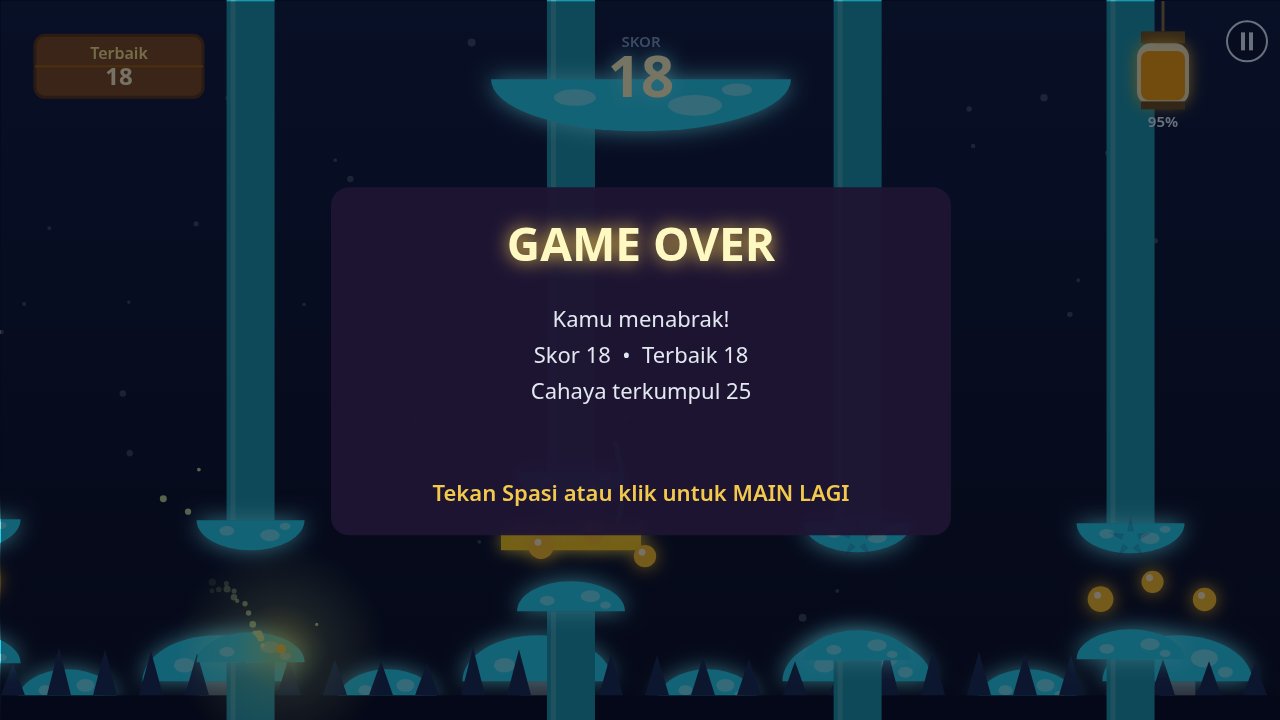 Terbaik
18
SKOR
18
95%
GAME OVER
Kamu menabrak!
Skor 18 • Terbaik 18
Cahaya terkumpul 25
Tekan Spasi atau klik untuk MAIN LAGI